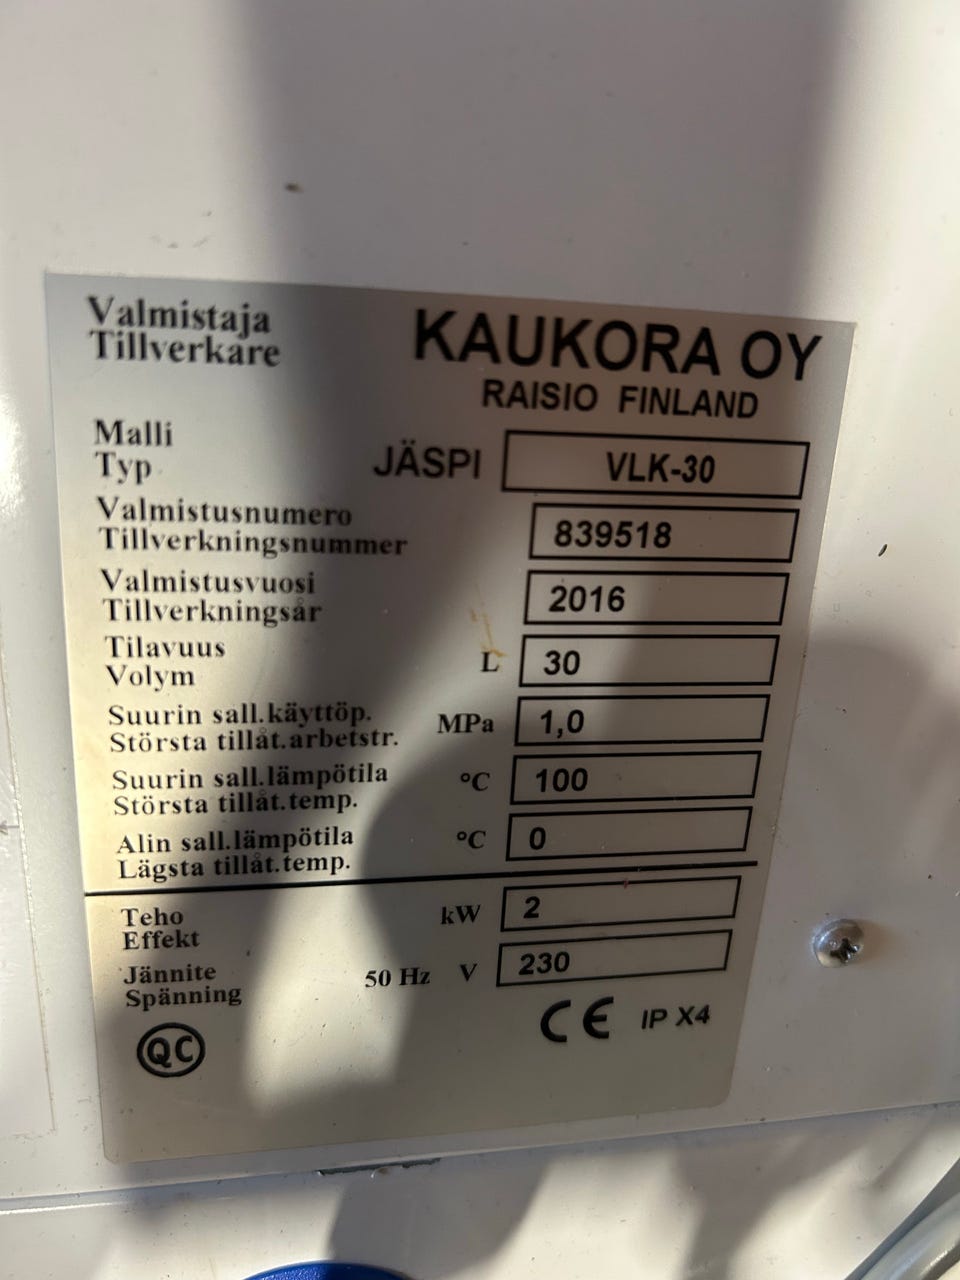 Valmistaja
Tillverkare
KAUKORA OY
RAISIO FINLAND
Malli
Typ
JÄSPI VLK-30
Valmistusnumero
Tillverkningsnummer
839518
Valmistusvuosi
Tillverkningsår
2016
Tilavuus
Volym
L 30
Suurin sall.käyttöp.
Största tillåt.arbetstr.
MPa 1,0
Suurin sall.lämpötila
Största tillåt.temp.
°C 100
Alin sall.lämpötila
Lägsta tillåt.temp.
°C 0
Teho
Effekt
kW 2
Jännite
Spänning
50 Hz V 230
QC
CE IP X4